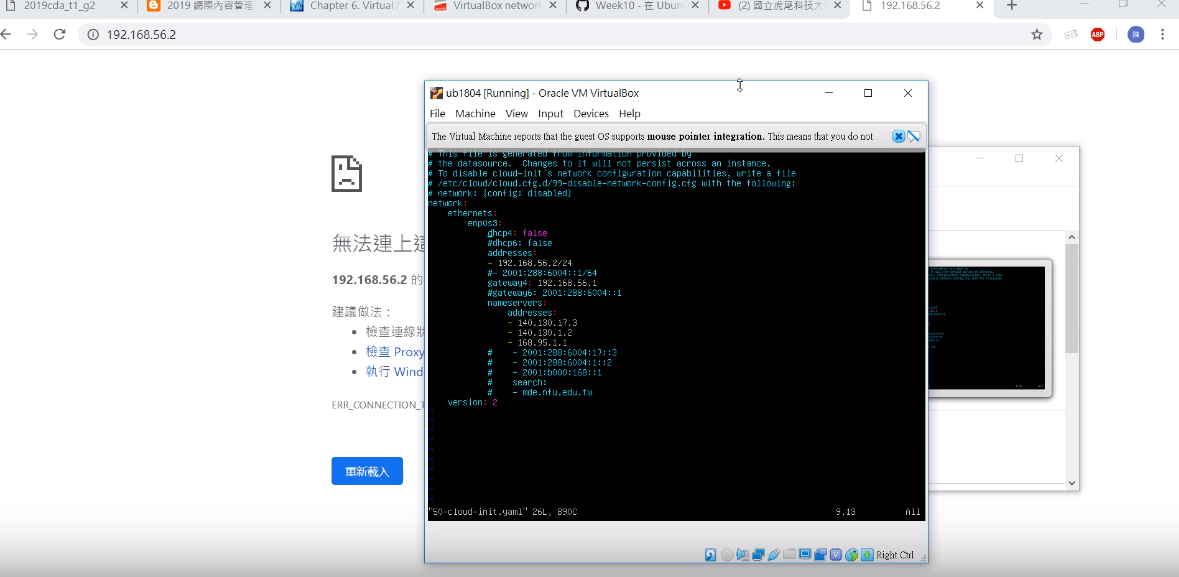 2019cda_t1_g2
2019 網際內容管理
Chapter 6. Virtual
VirtualBox network
Week10 - 在 Ubun
(2) 國立虎尾科技大
192.168.56.2
192.168.56.2
ABP
ub1804 [Running] - Oracle VM VirtualBox
File Machine View Input Devices Help
The Virtual Machine reports that the guest OS supports mouse pointer integration. This means that you do not
# This file is generated from information provided by
# the datasource.  Changes to it will not persist across an instance.
# To disable cloud-init's network configuration capabilities, write a file
# /etc/cloud/cloud.cfg.d/99-disable-network-config.cfg with the following:
# network: {config: disabled}
network:
    ethernets:
        enp0s3:
            dhcp4: false
            #dhcp6: false
            addresses:
            - 192.168.56.2/24
            #- 2001:288:6004::1/64
            gateway4: 192.168.56.1
            #gateway6: 2001:288:6004::1
            nameservers:
                addresses:
                - 140.130.17.3
                - 140.130.1.2
                - 168.95.1.1
            #    - 2001:288:6004:17::3
            #    - 2001:288:6004:1::2
            #    - 2001:b000:168::1
            #    search:
            #    - mde.nfu.edu.tw
    version: 2
"50-cloud-init.yaml" 26L, 890C 9,13 All
Right Ctrl
無法連上這
192.168.56.2 的
建議做法：
檢查連線狀
檢查 Proxy
執行 Wind
ERR_CONNECTION_T
重新載入